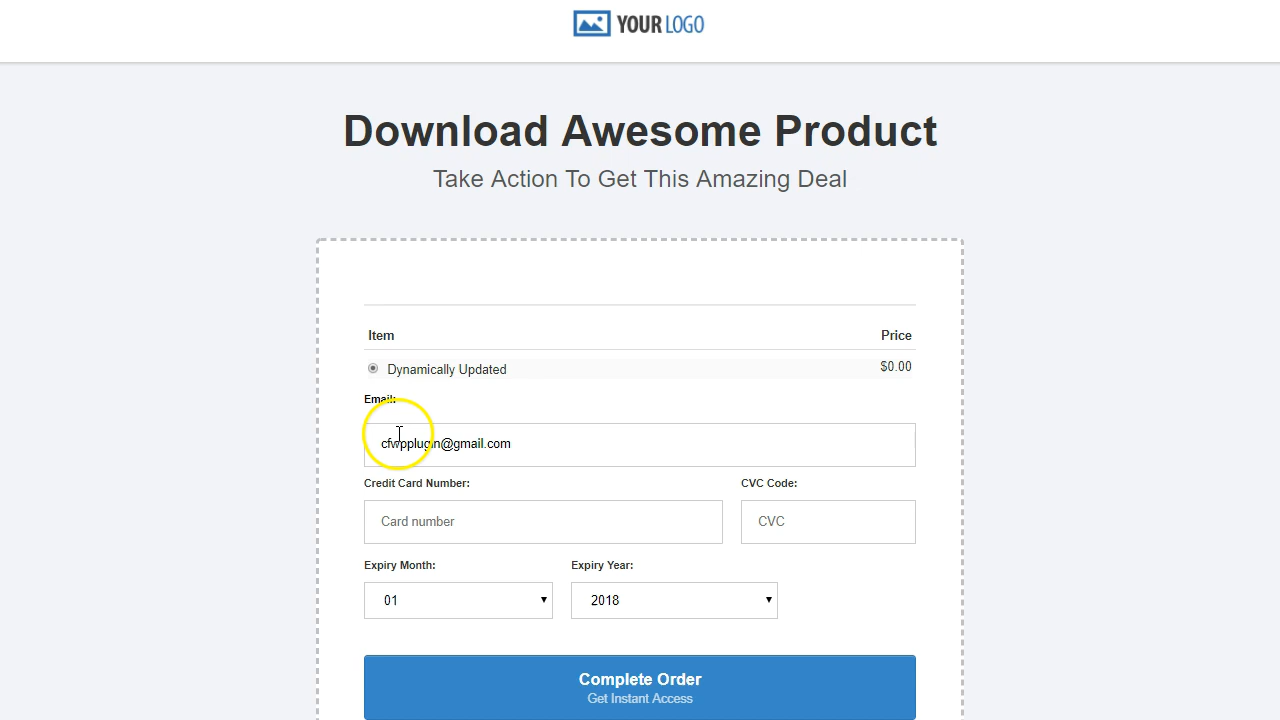 YOUR LOGO
Download Awesome Product
Take Action To Get This Amazing Deal
Item Price
Dynamically Updated $0.00
Email:
cfwpplugin@gmail.com
Credit Card Number: CVC Code:
Card number CVC
Expiry Month: Expiry Year:
01 2018
Complete Order
Get Instant Access